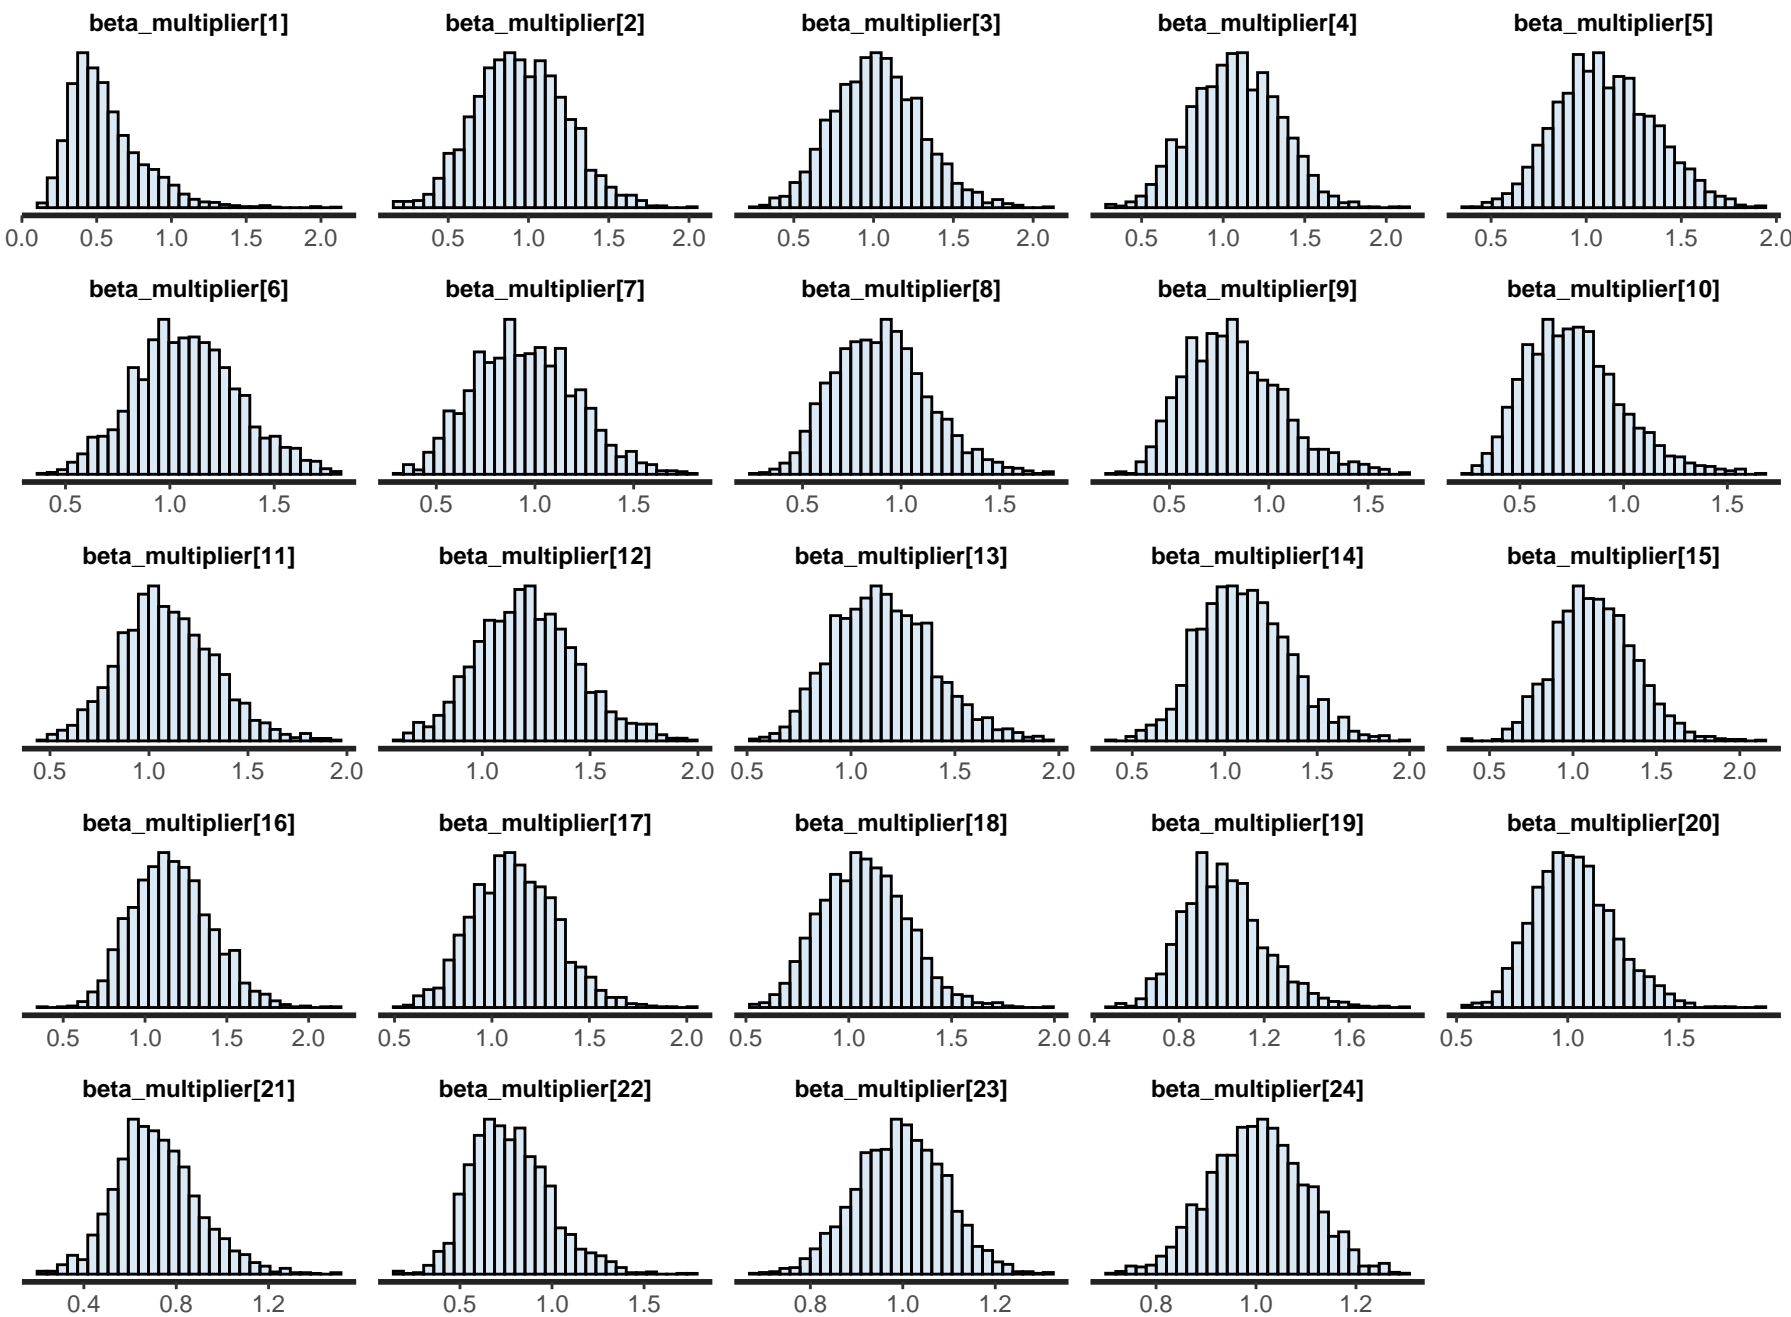 beta_multiplier[1] beta_multiplier[2] beta_multiplier[3] beta_multiplier[4] beta_multiplier[5]
0.0 0.5 1.0 1.5 2.0 0.5 1.0 1.5 2.0 0.5 1.0 1.5 2.0 0.5 1.0 1.5 2.0 0.5 1.0 1.5 2.0
beta_multiplier[6] beta_multiplier[7] beta_multiplier[8] beta_multiplier[9] beta_multiplier[10]
0.5 1.0 1.5 0.5 1.0 1.5 0.5 1.0 1.5 0.5 1.0 1.5 0.5 1.0 1.5
beta_multiplier[11] beta_multiplier[12] beta_multiplier[13] beta_multiplier[14] beta_multiplier[15]
0.5 1.0 1.5 2.0 1.0 1.5 2.0 0.5 1.0 1.5 2.0 0.5 1.0 1.5 2.0 0.5 1.0 1.5 2.0
beta_multiplier[16] beta_multiplier[17] beta_multiplier[18] beta_multiplier[19] beta_multiplier[20]
0.5 1.0 1.5 2.0 0.5 1.0 1.5 2.0 0.5 1.0 1.5 2.0 0.4 0.8 1.2 1.6 0.5 1.0 1.5
beta_multiplier[21] beta_multiplier[22] beta_multiplier[23] beta_multiplier[24]
0.4 0.8 1.2 0.5 1.0 1.5 0.8 1.0 1.2 0.8 1.0 1.2